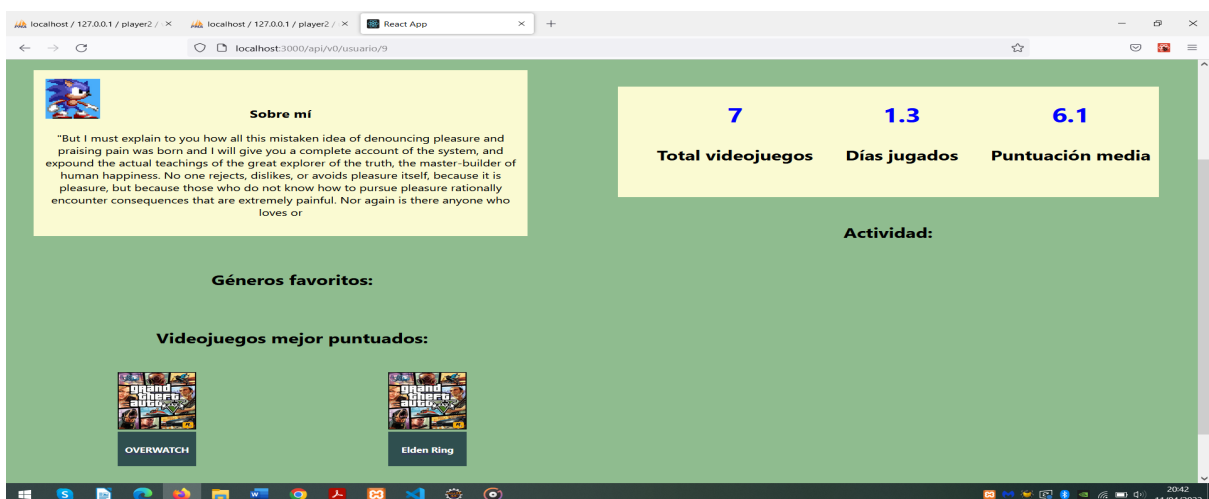 localhost / 127.0.0.1 / player2 /
localhost / 127.0.0.1 / player2 /
React App
localhost:3000/api/v0/usuario/9
Sobre mí
"But I must explain to you how all this mistaken idea of denouncing pleasure and
praising pain was born and I will give you a complete account of the system, and
expound the actual teachings of the great explorer of the truth, the master-builder of
human happiness. No one rejects, dislikes, or avoids pleasure itself, because it is
pleasure, but because those who do not know how to pursue pleasure rationally
encounter consequences that are extremely painful. Nor again is there anyone who
loves or
7
1.3
6.1
Total videojuegos
Días jugados
Puntuación media
Actividad:
Géneros favoritos:
Videojuegos mejor puntuados:
grand
theft
auto
OVERWATCH
grand
theft
auto
Elden Ring
20:42